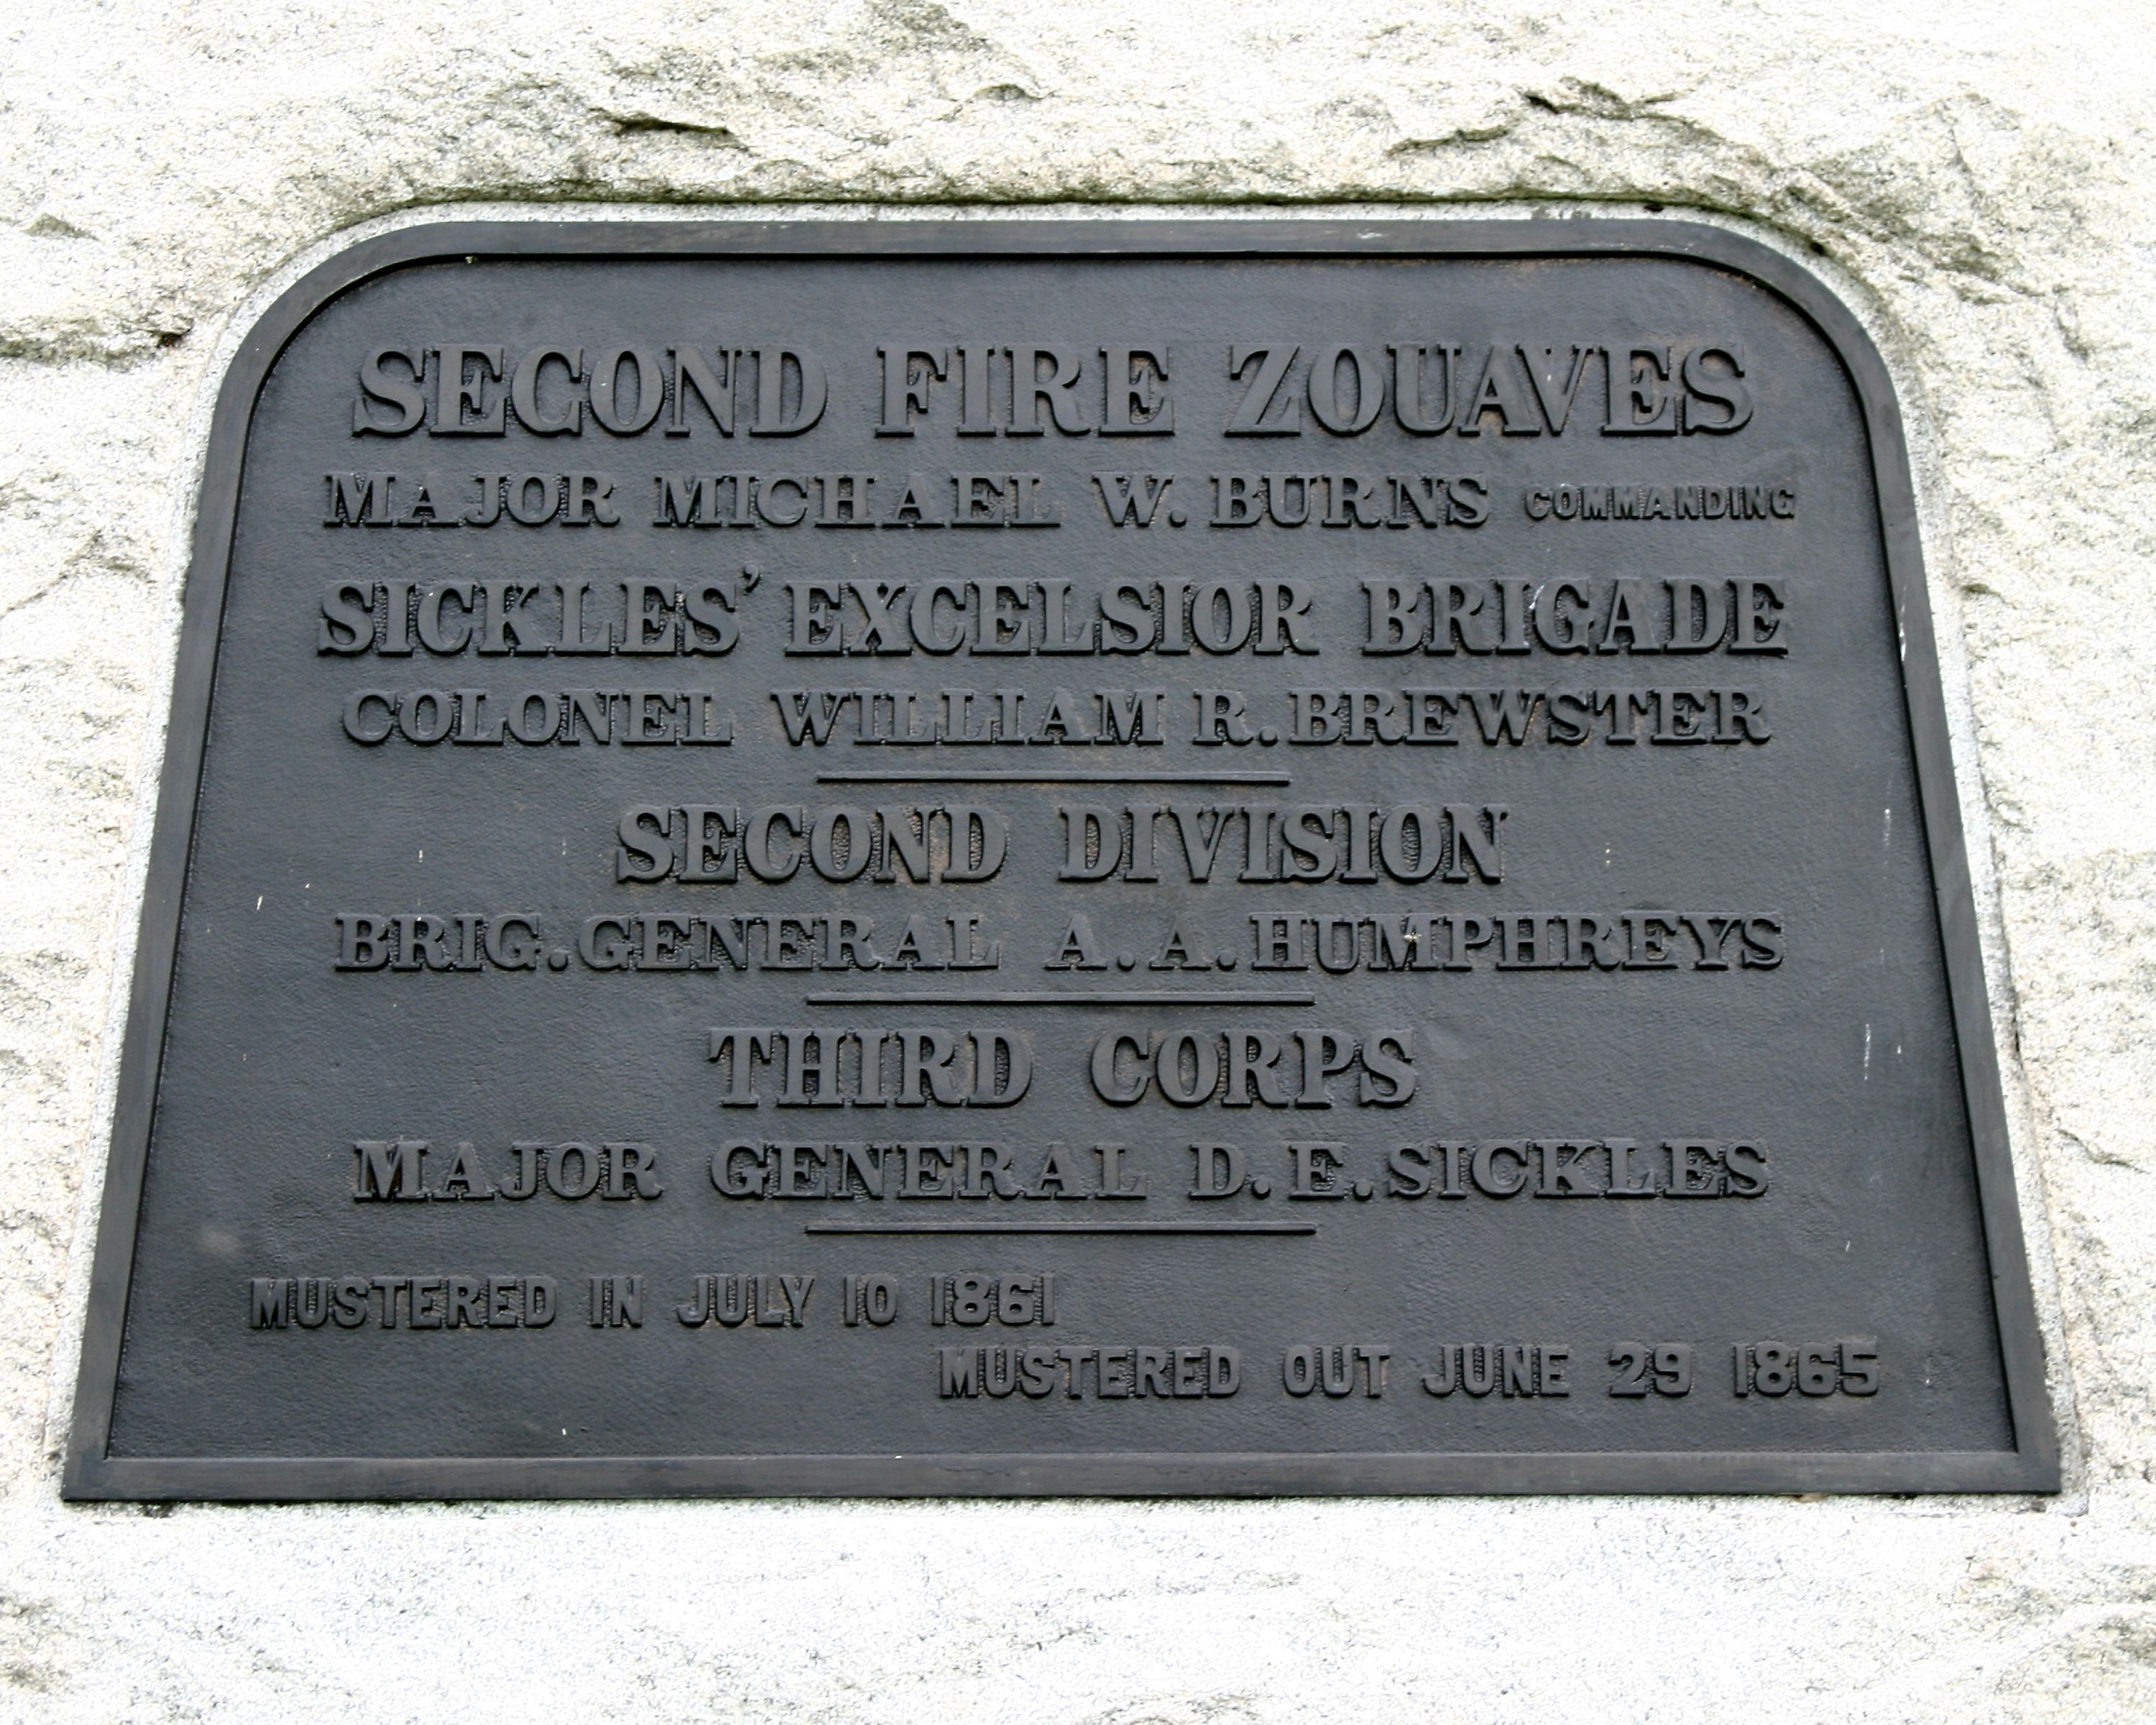 SECOND FIRE ZOUAVES
MAJOR MICHAEL W. BURNS COMMANDING
SICKLES' EXCELSIOR BRIGADE
COLONEL WILLIAM R. BREWSTER
SECOND DIVISION
BRIG. GENERAL A. A. HUMPHREYS
THIRD CORPS
MAJOR GENERAL D. E. SICKLES
MUSTERED IN JULY 10 1861
MUSTERED OUT JUNE 29 1865